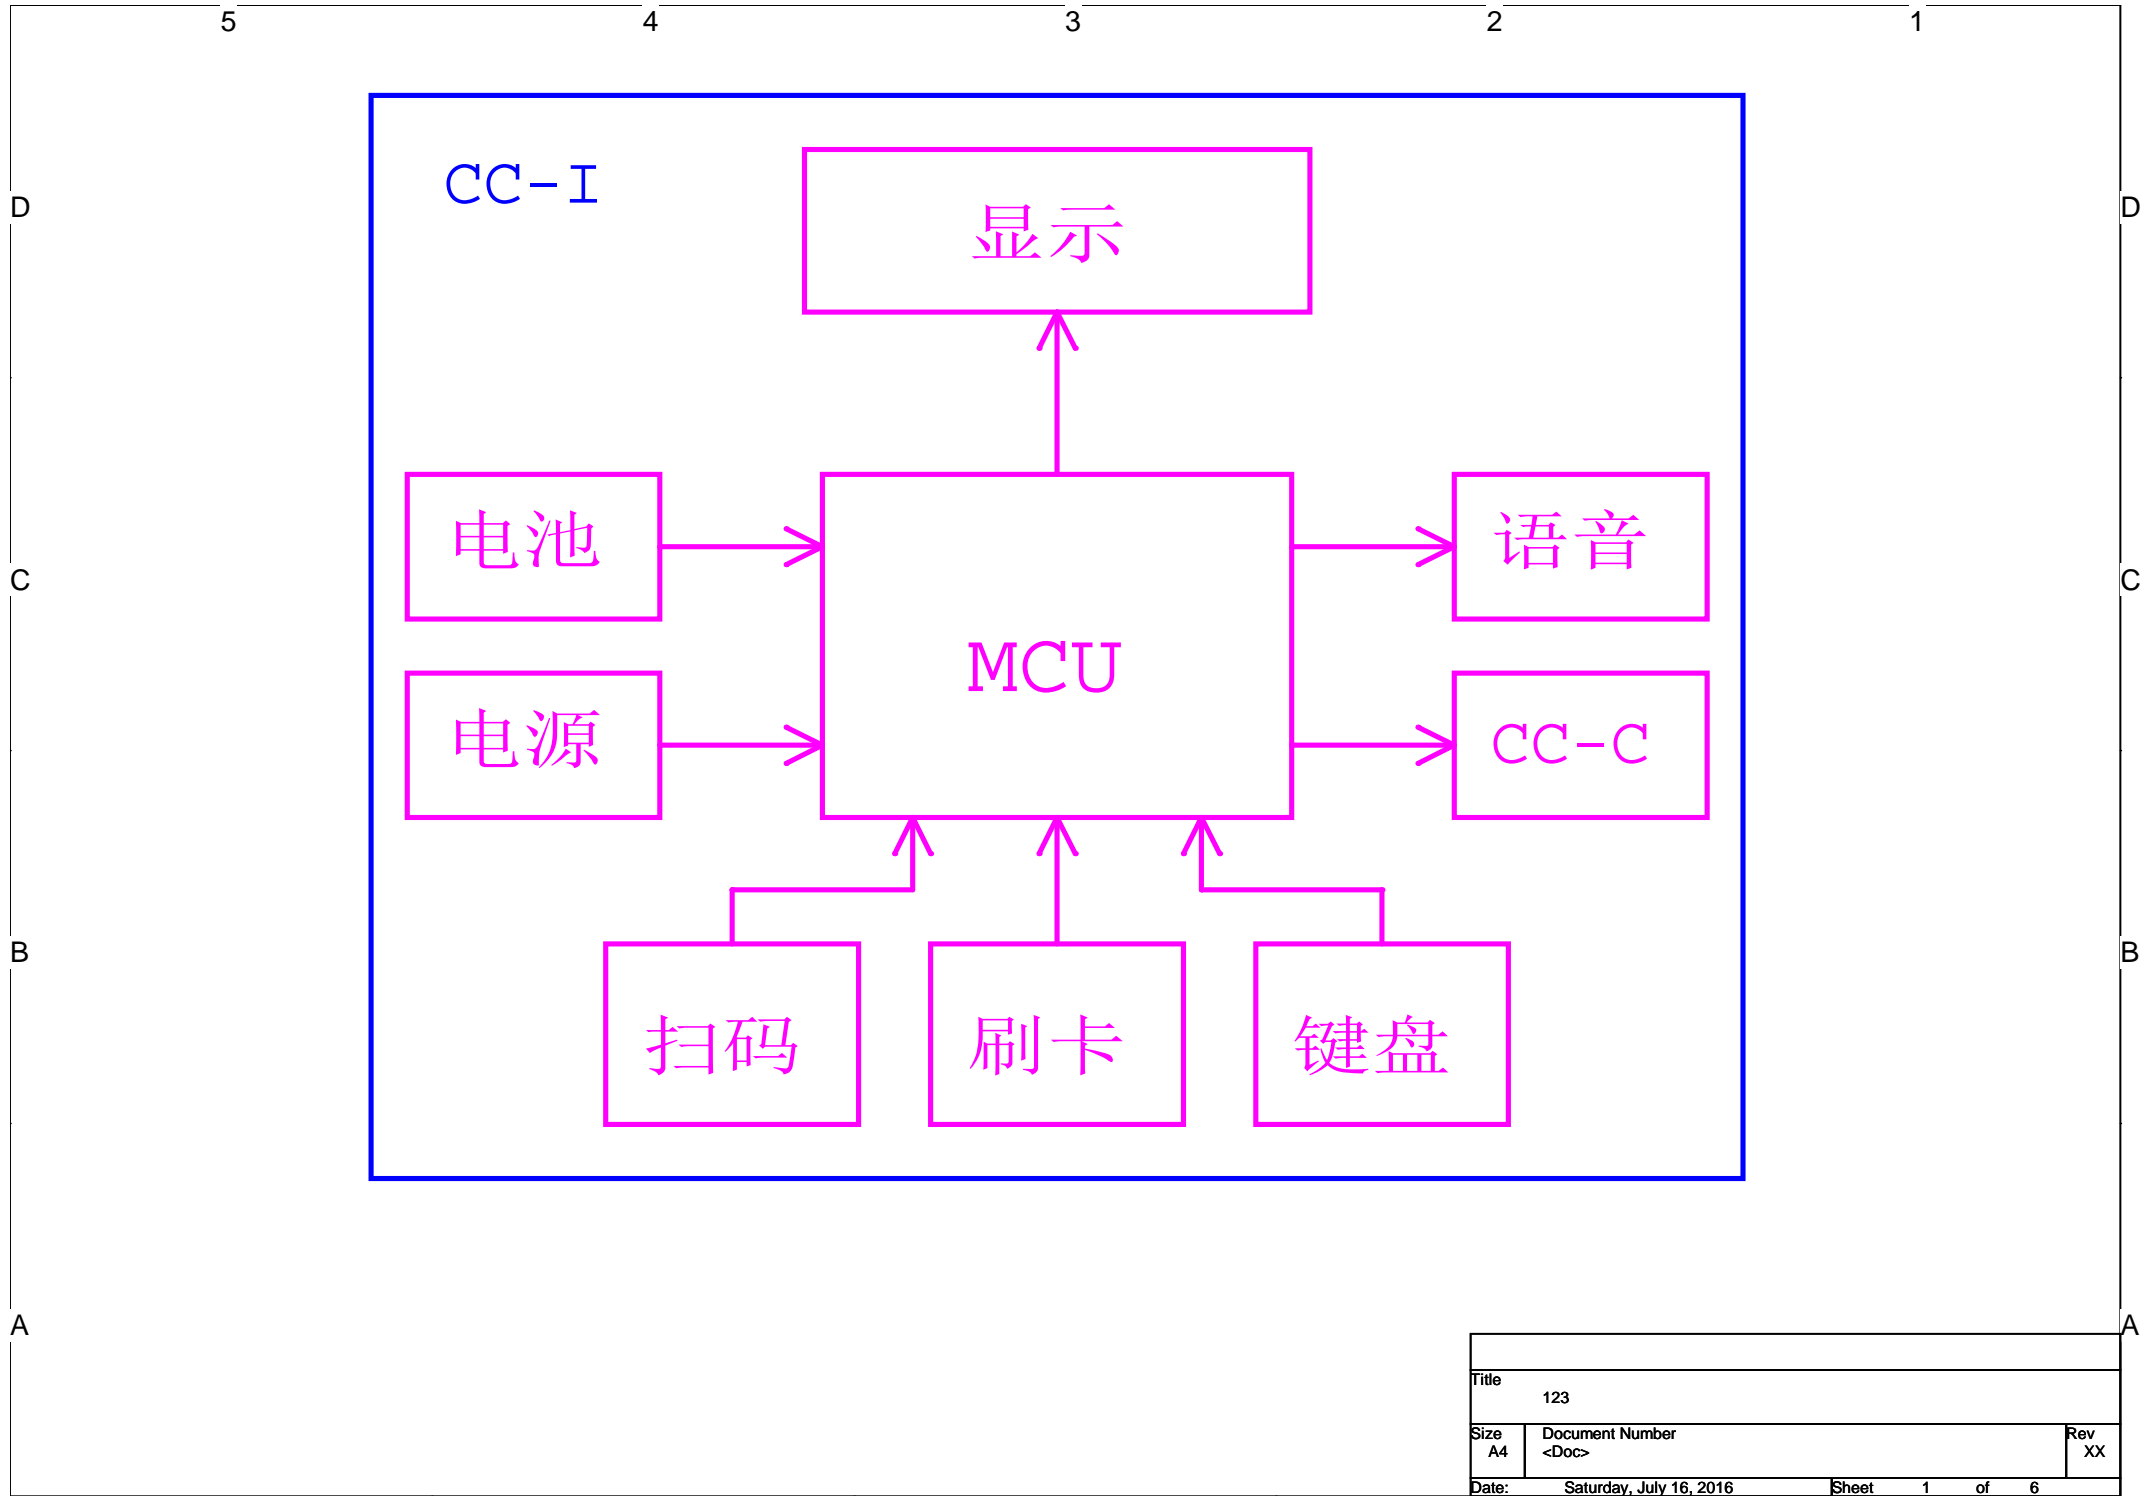 5 4 3 2 1
CC-I
显示
D D
电池 语音
C C
MCU
电源 CC-C
B B
扫码 刷卡 键盘
A A
Title
123
Size Document Number Rev
A4 <Doc> XX
Date: Saturday, July 16, 2016 Sheet 1 of 6